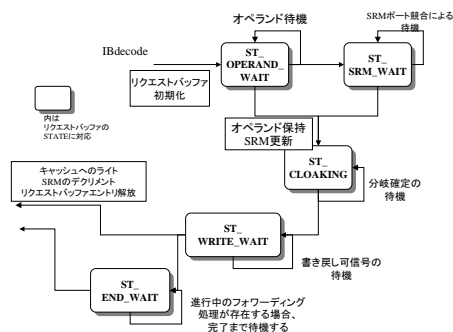 オペランド待機
SRMポート競合による
待機
IBdecode
ST_
OPERAND_
WAIT
ST_
SRM_WAIT
リクエストバッファ
初期化
内は
リクエストバッファの
STATEに対応
オペランド保持
SRM更新
ST_
CLOAKING
キャッシュへのライト
SRMのデクリメント
リクエストバッファエントリ解放
分岐確定の
待機
ST_
WRITE_WAIT
書き戻し可信号の
待機
ST_
END_WAIT
進行中のフォワーディング
処理が存在する場合、
完了まで待機する